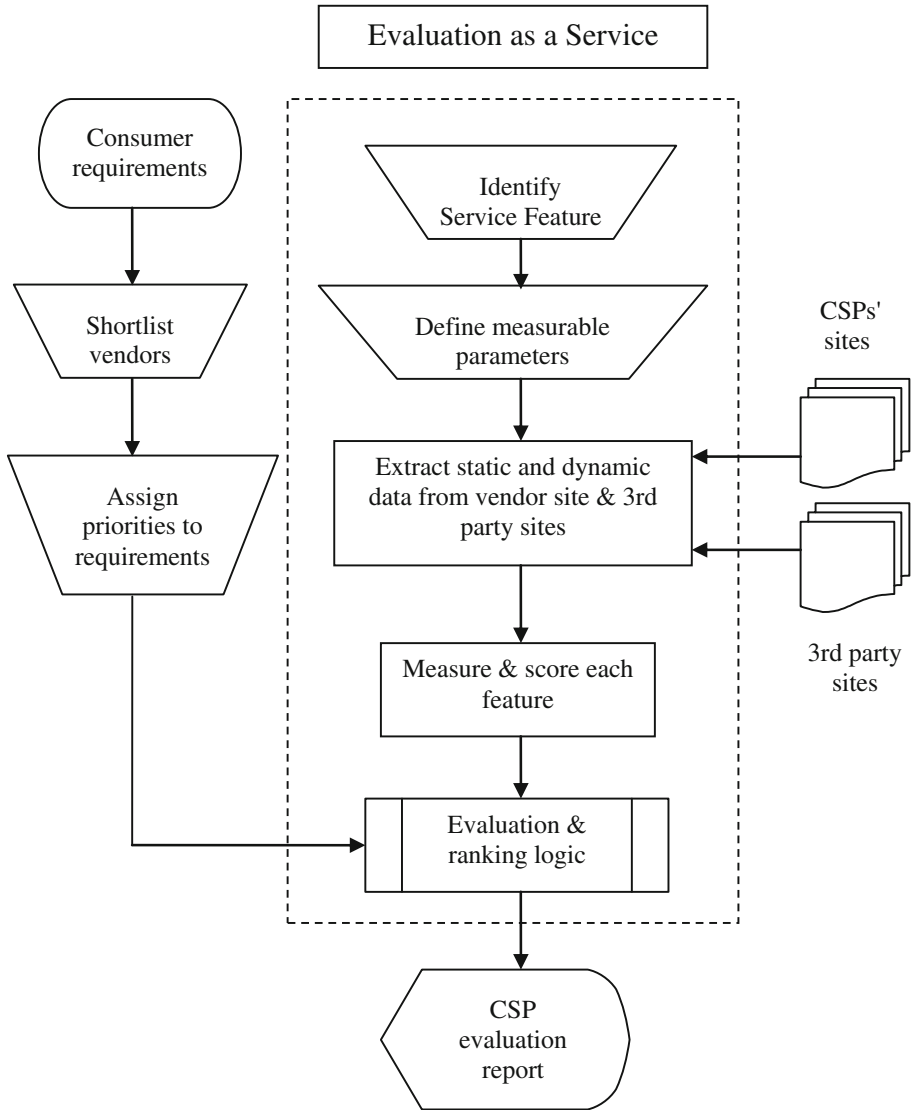 Evaluation as a Service
Consumer
requirements
Shortlist
vendors
Assign
priorities to
requirements
Identify
Service Feature
Define measurable
parameters
Extract static and dynamic
data from vendor site & 3rd
party sites
Measure & score each
feature
Evaluation &
ranking logic
CSP
evaluation
report
CSPs'
sites
3rd party
sites